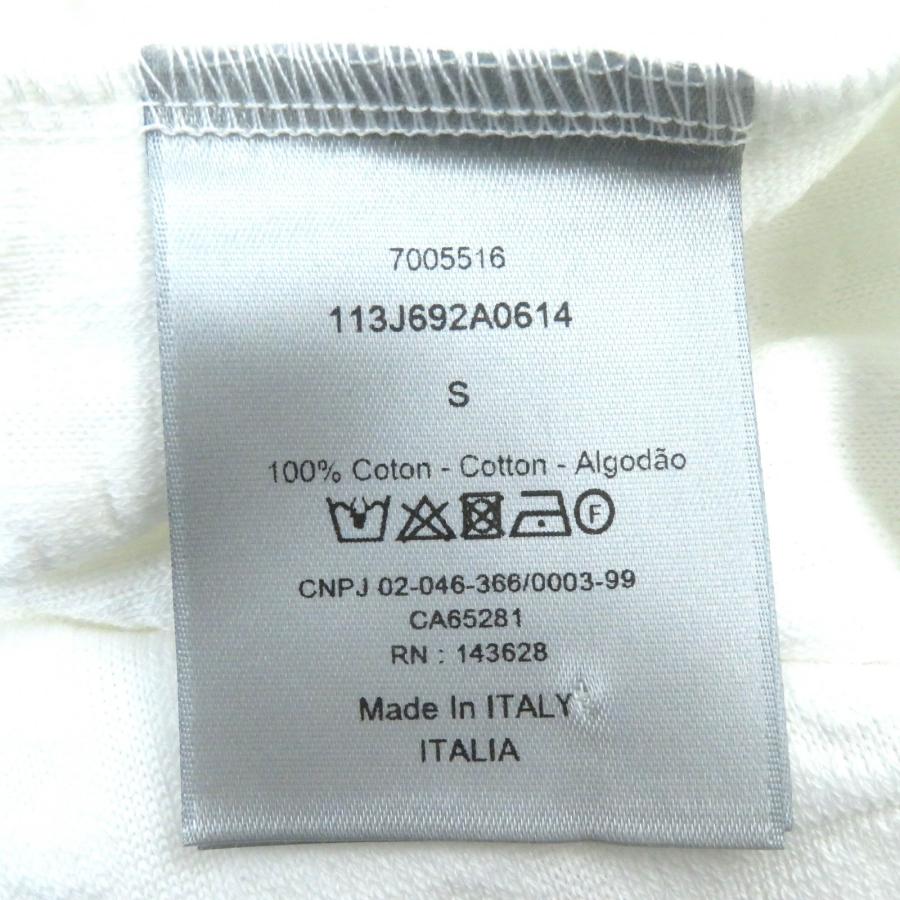 7005516
113J692A0614
S
100% Coton - Cotton - Algodão
F
CNPJ 02-046-366/0003-99
CA65281
RN : 143628
Made In ITALY
ITALIA